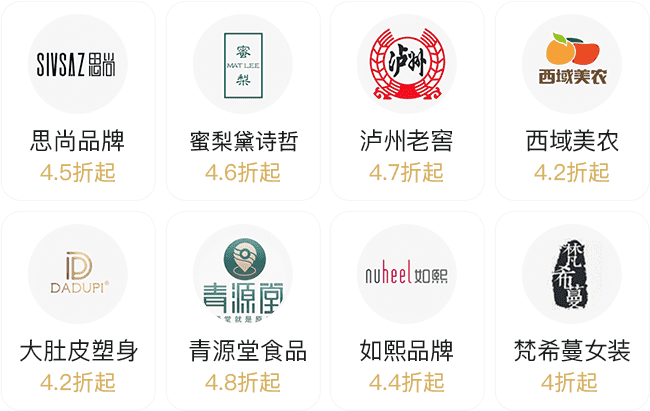 SIVSAZ思尚
蜜
MAT LEE
梨
泸州
西域美农
思尚品牌
蜜梨黛诗哲
泸州老窖
西域美农
4.5折起
4.6折起
4.7折起
4.2折起
DADUPI®
青源堂
nuheel如熙
梵希蔓
大肚皮塑身
青源堂食品
如熙品牌
梵希蔓女装
4.2折起
4.8折起
4.4折起
4折起